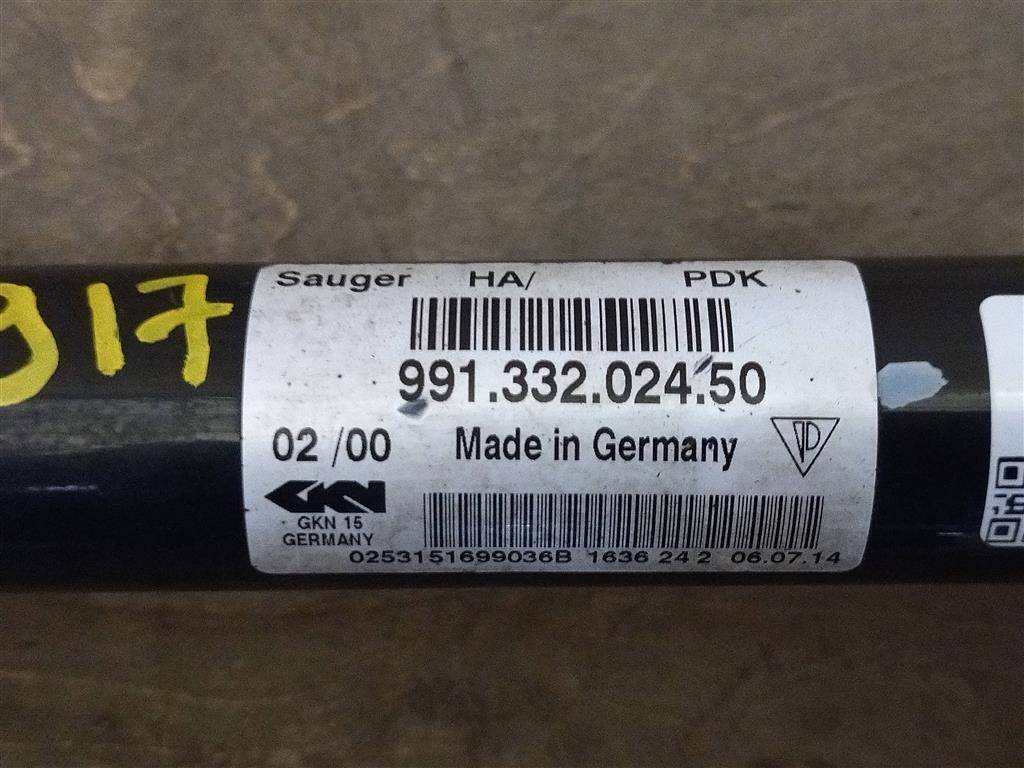 917
Sauger HA/ PDK
991.332.024.50
02/00 Made in Germany
GKN
GKN 15
GERMANY
0253151699036B 1636 24 2 06.07.14